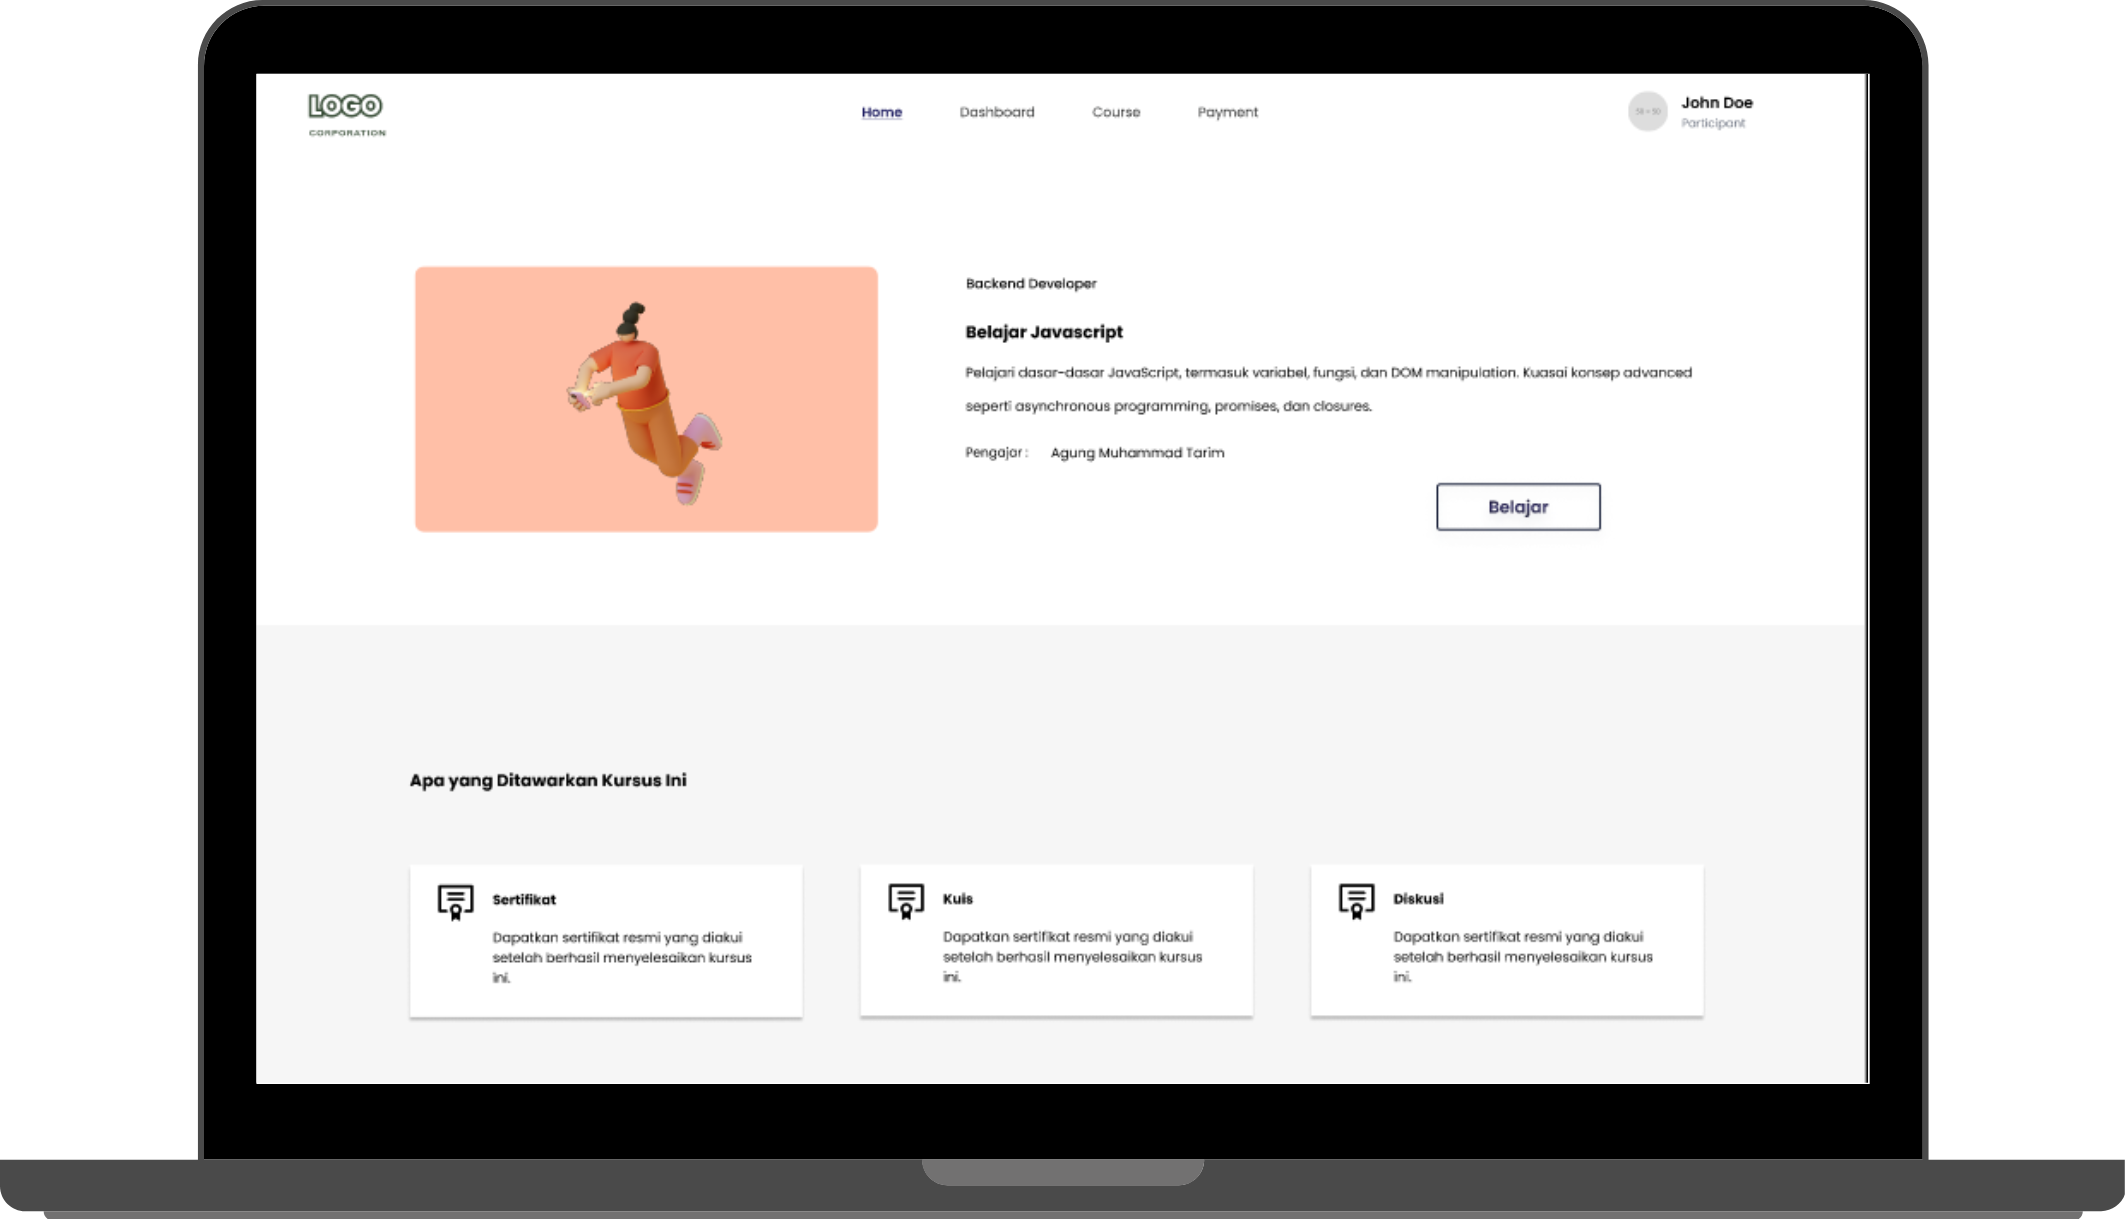 LOGO
CORPORATION
Home
Dashboard
Course
Payment
John Doe
Participant
Backend Developer
Belajar Javascript
Pelajari dasar-dasar JavaScript, termasuk variabel, fungsi, dan DOM manipulation. Kuasai konsep advanced
seperti asynchronous programming, promises, dan closures.
Pengajar : Agung Muhammad Tarim
Belajar
Apa yang Ditawarkan Kursus Ini
Sertifikat
Dapatkan sertifikat resmi yang diakui
setelah berhasil menyelesaikan kursus
ini.
Kuis
Dapatkan sertifikat resmi yang diakui
setelah berhasil menyelesaikan kursus
ini.
Diskusi
Dapatkan sertifikat resmi yang diakui
setelah berhasil menyelesaikan kursus
ini.